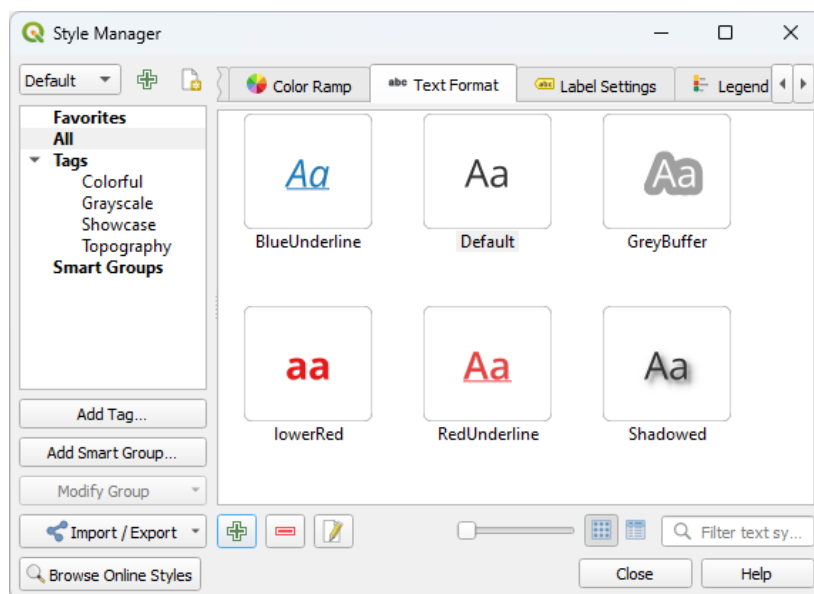 Style Manager
Default
Color Ramp
abc Text Format
abc Label Settings
Legend
Favorites
All
Tags
Colorful
Grayscale
Showcase
Topography
Smart Groups
Aa
Aa
Aa
BlueUnderline
Default
GreyBuffer
aa
Aa
Aa
lowerRed
RedUnderline
Shadowed
Add Tag...
Add Smart Group...
Modify Group
Import / Export
Filter text sy...
Browse Online Styles
Close
Help